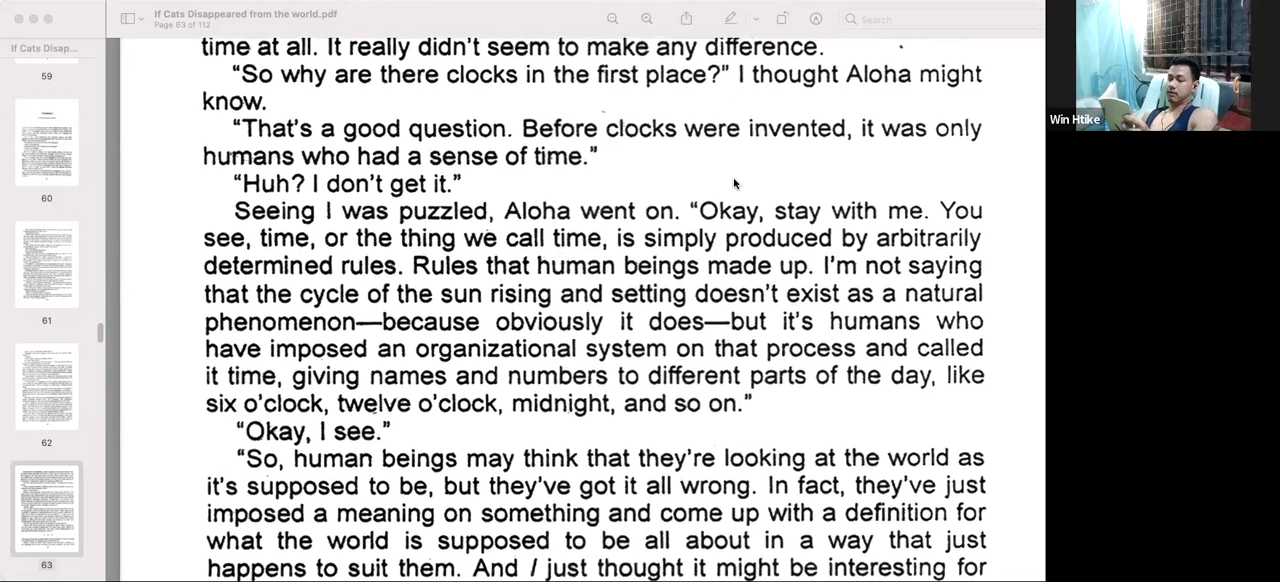 If Cats Disappeared from the world.pdf
Page 63 of 112
Search
If Cats Disap...
59
60
61
62
63
time at all. It really didn't seem to make any difference.
“So why are there clocks in the first place?” I thought Aloha might
know.
“That's a good question. Before clocks were invented, it was only
humans who had a sense of time.”
“Huh? I don't get it.”
Seeing I was puzzled, Aloha went on. “Okay, stay with me. You
see, time, or the thing we call time, is simply produced by arbitrarily
determined rules. Rules that human beings made up. I'm not saying
that the cycle of the sun rising and setting doesn't exist as a natural
phenomenon—because obviously it does—but it's humans who
have imposed an organizational system on that process and called
it time, giving names and numbers to different parts of the day, like
six o'clock, twelve o'clock, midnight, and so on.”
“Okay, I see.”
“So, human beings may think that they're looking at the world as
it's supposed to be, but they've got it all wrong. In fact, they've just
imposed a meaning on something and come up with a definition for
what the world is supposed to be all about in a way that just
happens to suit them. And I just thought it might be interesting for
Win Htike